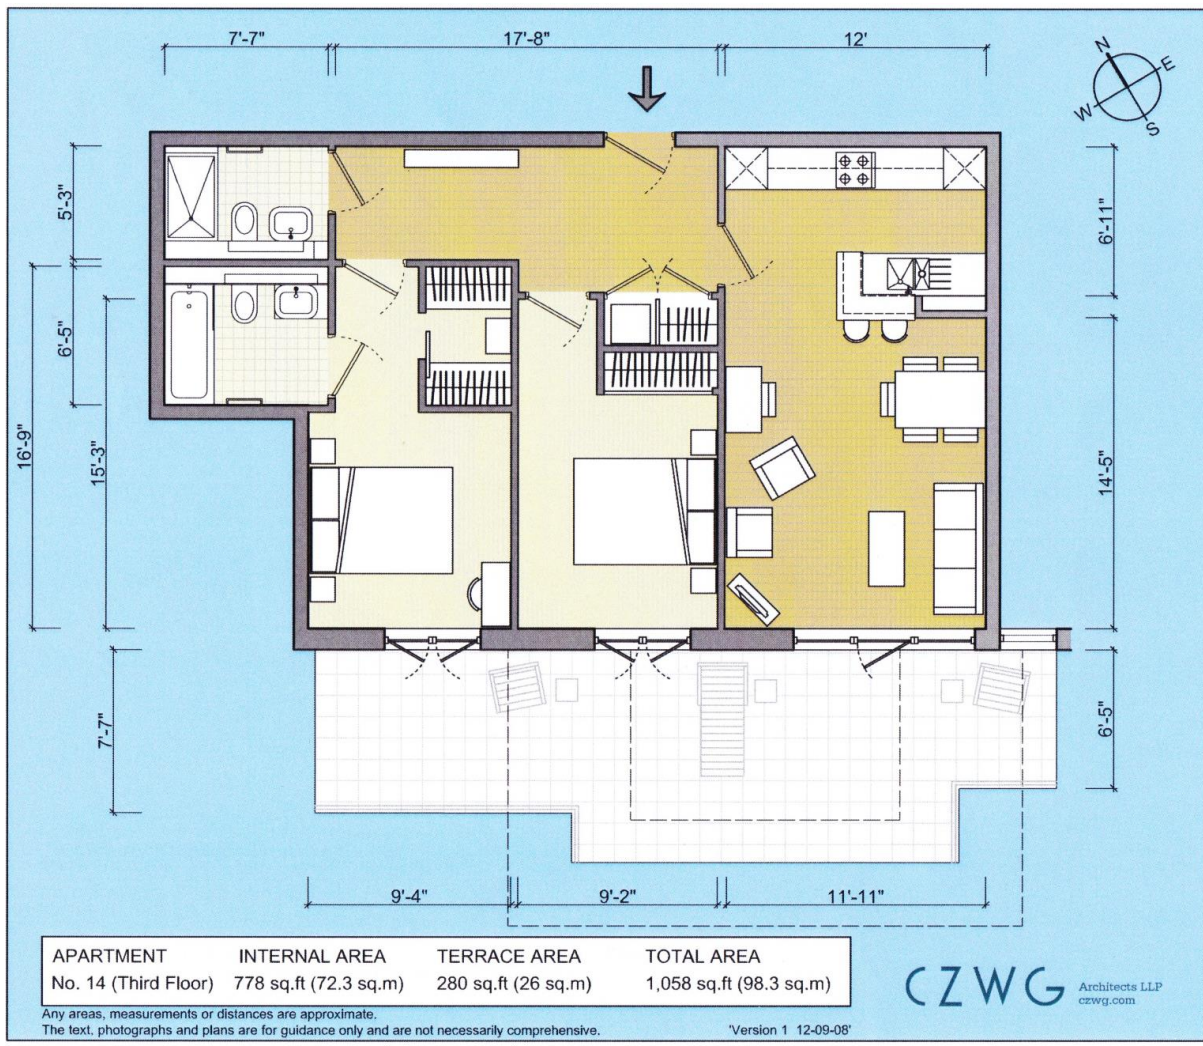 7'-7"
17'-8"
12'
N
E
W
S
5'-3"
6'-5"
16'-9"
15'-3"
7'-7"
6'-11"
14'-5"
6'-5"
9'-4"
9'-2"
11'-11"
APARTMENT INTERNAL AREA TERRACE AREA TOTAL AREA
No. 14 (Third Floor) 778 sq.ft (72.3 sq.m) 280 sq.ft (26 sq.m) 1,058 sq.ft (98.3 sq.m)
Any areas, measurements or distances are approximate.
The text, photographs and plans are for guidance only and are not necessarily comprehensive. 'Version 1 12-09-08'
CZWG Architects LLP
czwg.com